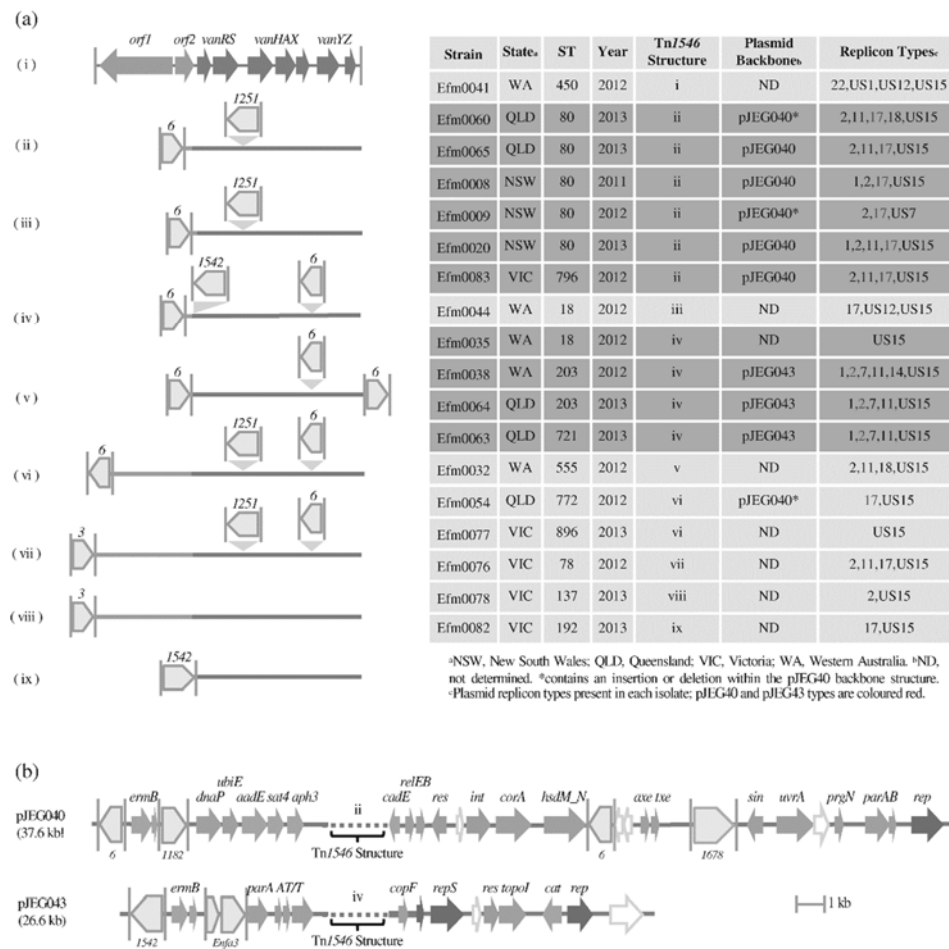 (a)
orf1 orf2 vanRS vanHAX vanYZ
(i)
1251
6
(ii)
1251
6
(iii)
1542 6
6
(iv)
6
6 6
(v)
1251 6
6
(vi)
1251 6
3
(vii)
3
(viii)
1542
(ix)
Strain Stateₐ ST Year Tn1546 Structure Plasmid Backboneb Replicon Typesc
Efm0041 WA 450 2012 i ND 22,US1,US12,US15
Efm0060 QLD 80 2013 ii pJEG040* 2,11,17,18,US15
Efm0065 QLD 80 2013 ii pJEG040 2,11,17,US15
Efm0008 NSW 80 2011 ii pJEG040 1,2,17,US15
Efm0009 NSW 80 2012 ii pJEG040* 2,17,US7
Efm0020 NSW 80 2013 ii pJEG040 1,2,11,17,US15
Efm0083 VIC 796 2012 ii pJEG040 2,11,17,US15
Efm0044 WA 18 2012 iii ND 17,US12,US15
Efm0035 WA 18 2012 iv ND US15
Efm0038 WA 203 2012 iv pJEG043 1,2,7,11,14,US15
Efm0064 QLD 203 2013 iv pJEG043 1,2,7,11,US15
Efm0063 QLD 721 2013 iv pJEG043 1,2,7,11,US15
Efm0032 WA 555 2012 v ND 2,11,18,US15
Efm0054 QLD 772 2012 vi pJEG040* 17,US15
Efm0077 VIC 896 2013 vi ND US15
Efm0076 VIC 78 2012 vii ND 2,11,17,US15
Efm0078 VIC 137 2013 viii ND 2,US15
Efm0082 VIC 192 2013 ix ND 17,US15
ᵃNSW, New South Wales; QLD, Queensland; VIC, Victoria; WA, Western Australia. ᵇND,
not determined. *contains an insertion or deletion within the pJEG40 backbone structure.
ᶜPlasmid replicon types present in each isolate; pJEG40 and pJEG43 types are coloured red.
(b)
ubiE relEB
ermB dnaP aadE sat4 aph3 ii cadE res int corA hsdM_N axe txe sin uvrA prgN parAB rep
pJEG040
(37.6 kb)
6 1182 Tn1546 Structure 6 1678
ermB parA AT/T iv copF repS res topoI cat rep
pJEG043
(26.6 kb)
1542 Enfa3 Tn1546 Structure
1 kb